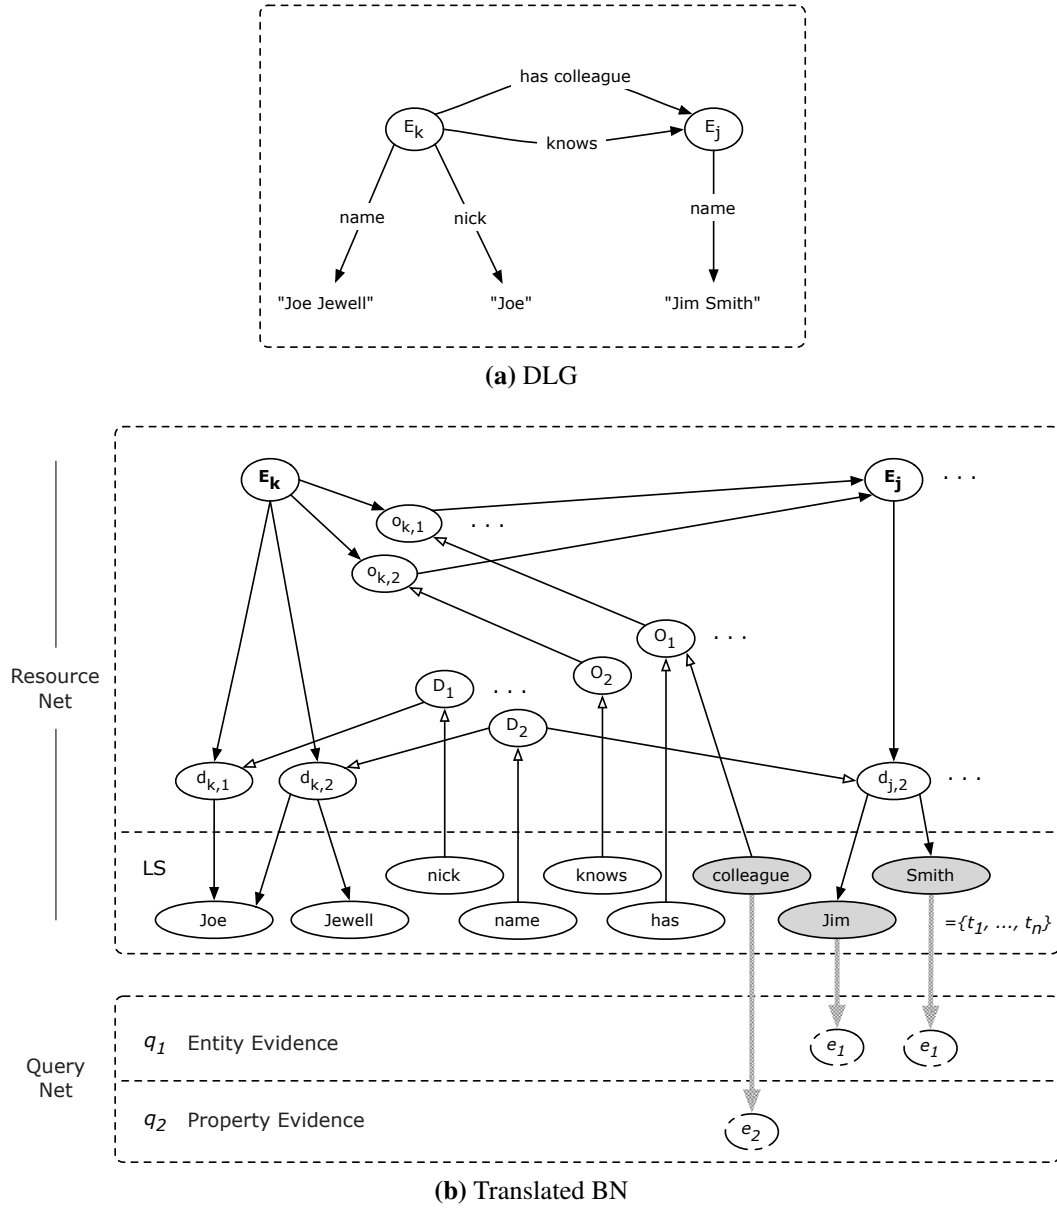 has colleague
E_k
E_j
knows
name
nick
name
"Joe Jewell"
"Joe"
"Jim Smith"
(a) DLG
E_k
E_j
. . .
o_k,1
. . .
o_k,2
O_1
. . .
Resource
Net
D_1
. . .
O_2
D_2
d_k,1
d_k,2
d_j,2
. . .
LS
nick
knows
colleague
Smith
Joe
Jewell
name
has
Jim
={t_1, ..., t_n}
Query
Net
q_1 Entity Evidence
e_1
e_1
q_2 Property Evidence
e_2
(b) Translated BN